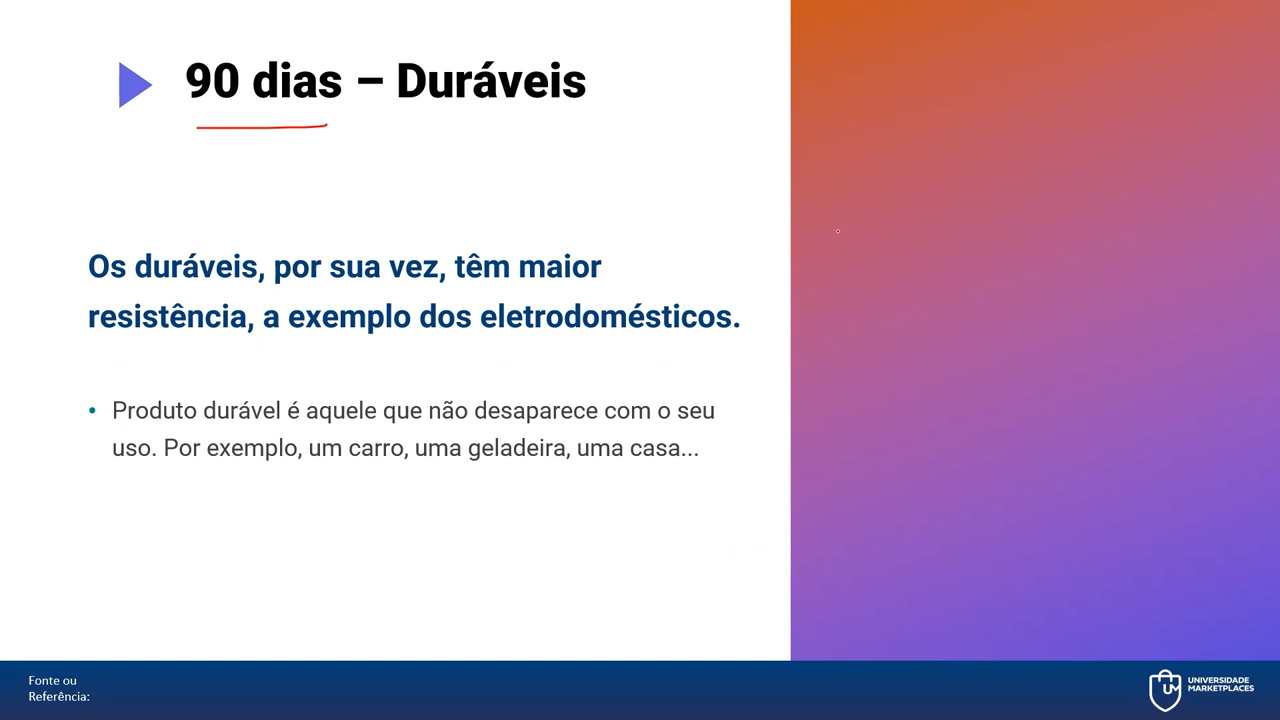 90 dias – Duráveis
Os duráveis, por sua vez, têm maior
resistência, a exemplo dos eletrodomésticos.
• Produto durável é aquele que não desaparece com o seu
uso. Por exemplo, um carro, uma geladeira, uma casa...
Fonte ou
Referência:
UM
UNIVERSIDADE
MARKETPLACES